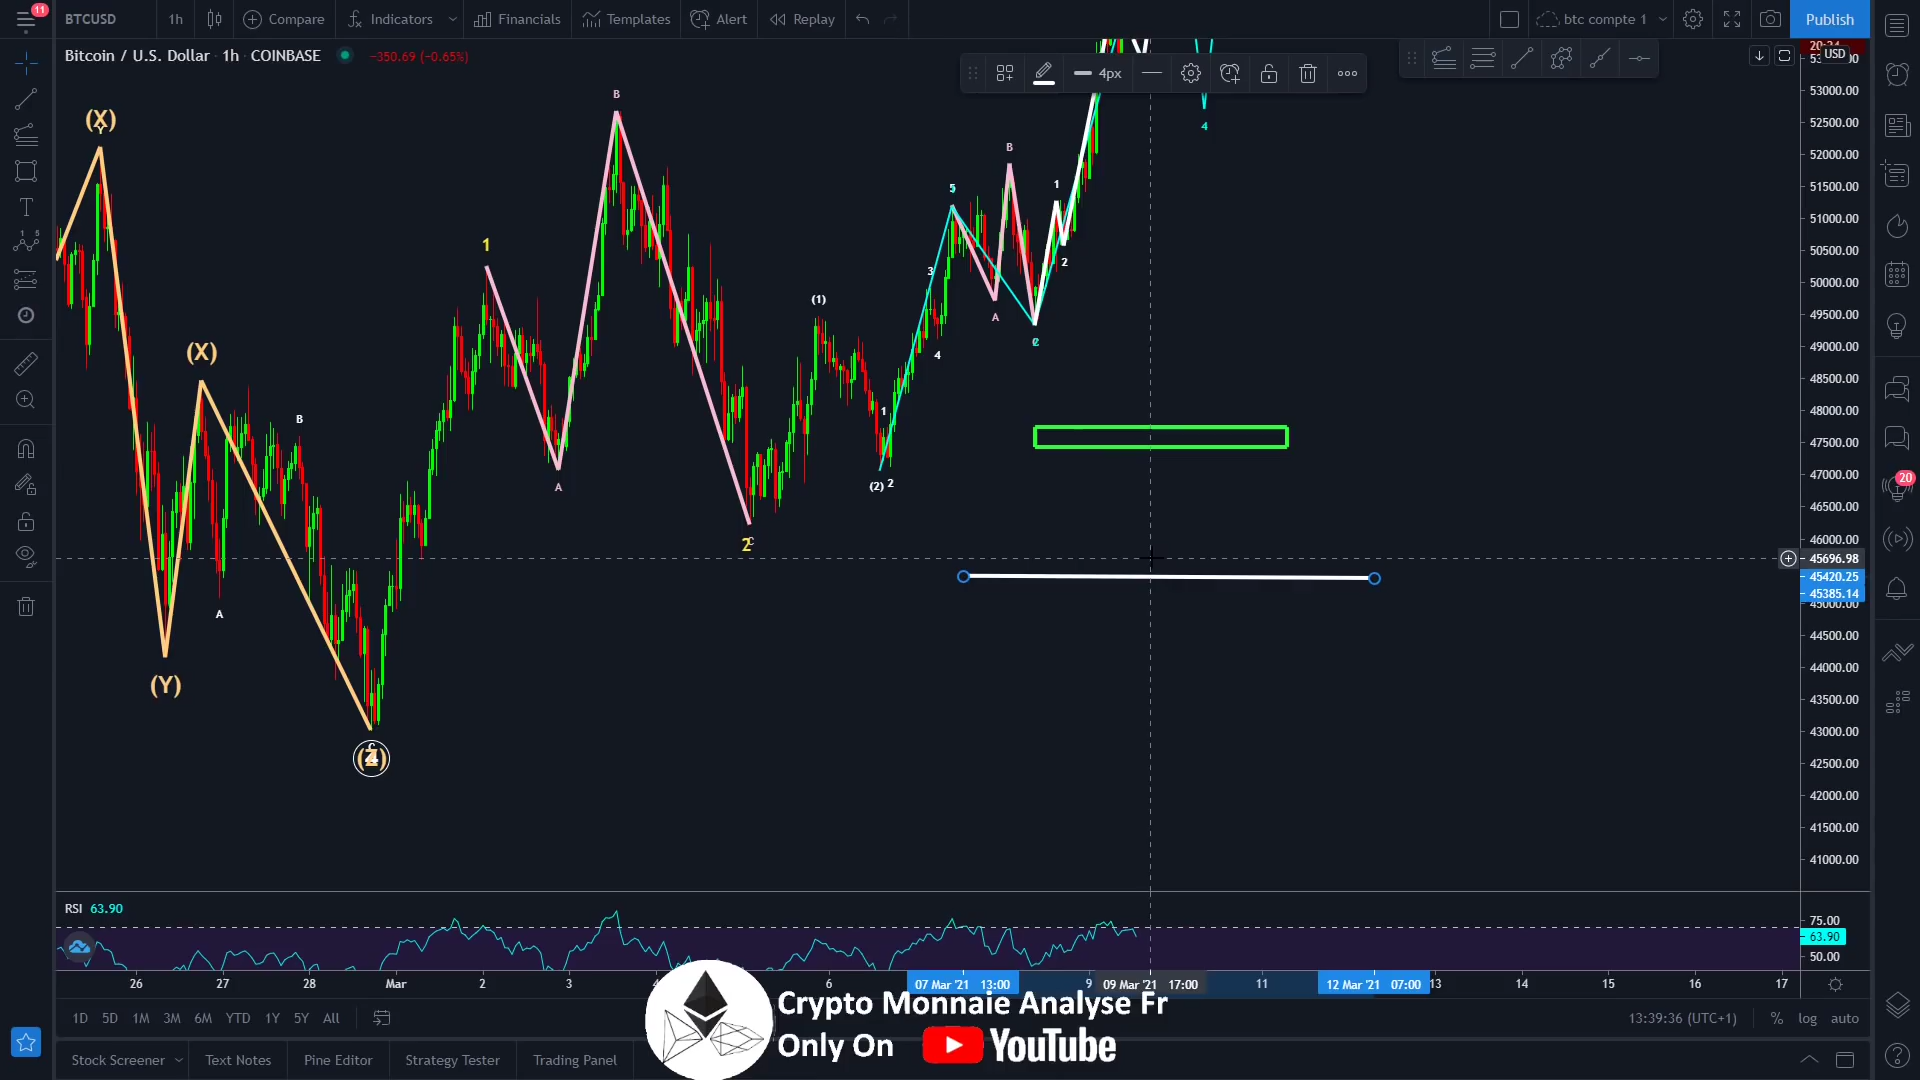 11
BTCUSD
1h
Compare
Indicators
Financials
Templates
Alert
Replay
btc compte 1
Publish
Bitcoin / U.S. Dollar · 1h · COINBASE
−350.69 (−0.65%)
4px
USD
53000.00
52500.00
52000.00
51500.00
51000.00
50500.00
50000.00
49500.00
49000.00
48500.00
48000.00
47500.00
47000.00
46500.00
46000.00
45696.98
45420.25
45385.14
45000.00
44500.00
44000.00
43500.00
43000.00
42500.00
42000.00
41500.00
41000.00
20
(X)
Y
(X)
(Y)
A
B
1
A
B
2
C
(1)
(2)
1
2
3
4
5
A
B
1
2
4
RSI 63.90
75.00
63.90
50.00
26
27
28
Mar
2
3
6
07 Mar '21 13:00
9
09 Mar '21 17:00
11
12 Mar '21 07:00
13
14
15
16
17
1D 5D 1M 3M 6M YTD 1Y 5Y All
13:39:36 (UTC+1)
%
log
auto
Stock Screener
Text Notes
Pine Editor
Strategy Tester
Trading Panel
Crypto Monnaie Analyse Fr
Only On YouTube